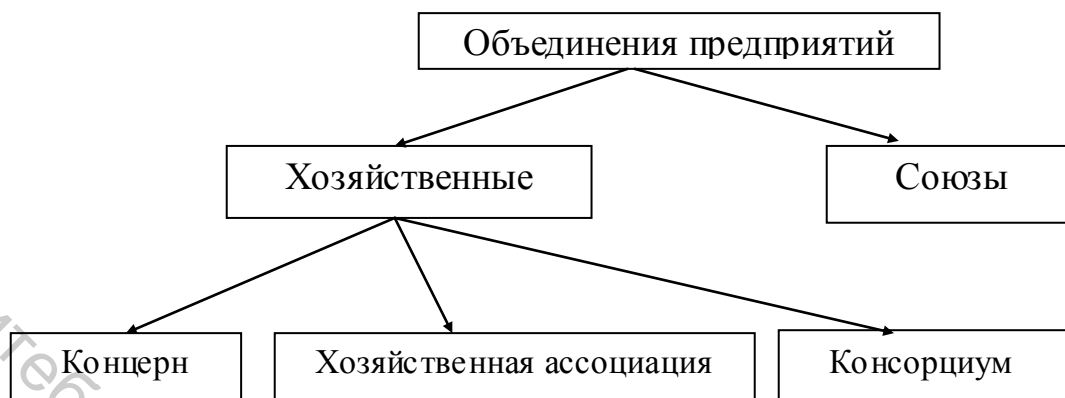 Объединения предприятий
Хозяйственные
Союзы
Концерн
Хозяйственная ассоциация
Консорциум